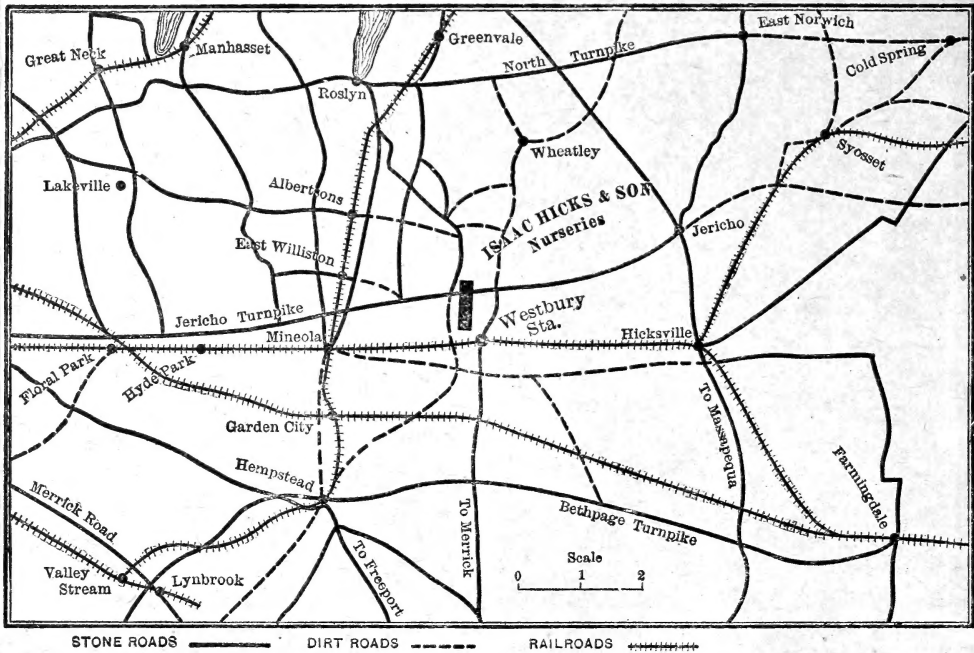 East Norwich
Great Neck
Manhasset
Greenvale
North Turnpike
Cold Spring
Roslyn
Wheatley
Syosset
Lakeville
Albertsons
ISAAC HICKS & SON
Nurseries
Jericho
East Williston
Jericho Turnpike
Westbury
Sta.
Mineola
Hicksville
Floral Park
Hyde Park
To Massapequa
Garden City
Farmingdale
Hempstead
Merrick Road
To Merrick
Bethpage Turnpike
To Freeport
Scale
0 1 2
Valley
Stream
Lynbrook
STONE ROADS DIRT ROADS RAILROADS